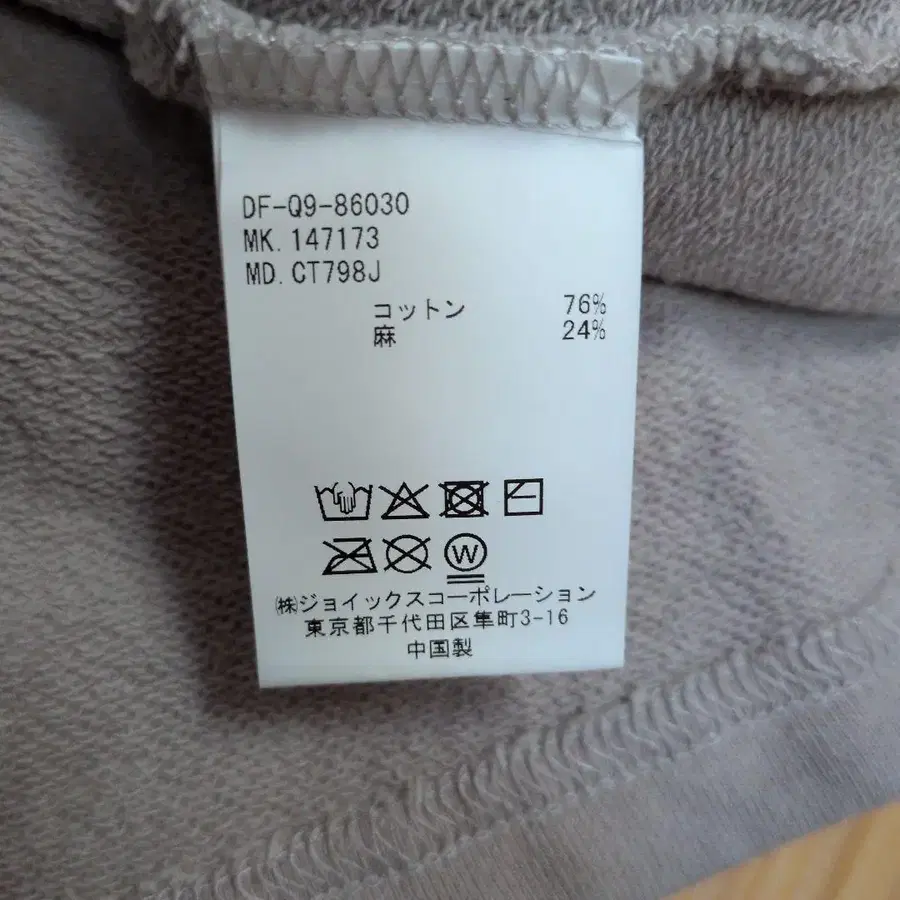 DF-Q9-86030
MK. 147173
MD. CT798J
コットン 76%
麻 24%
W
㈱ジョイックスコーポレーション
東京都千代田区隼町3-16
中国製